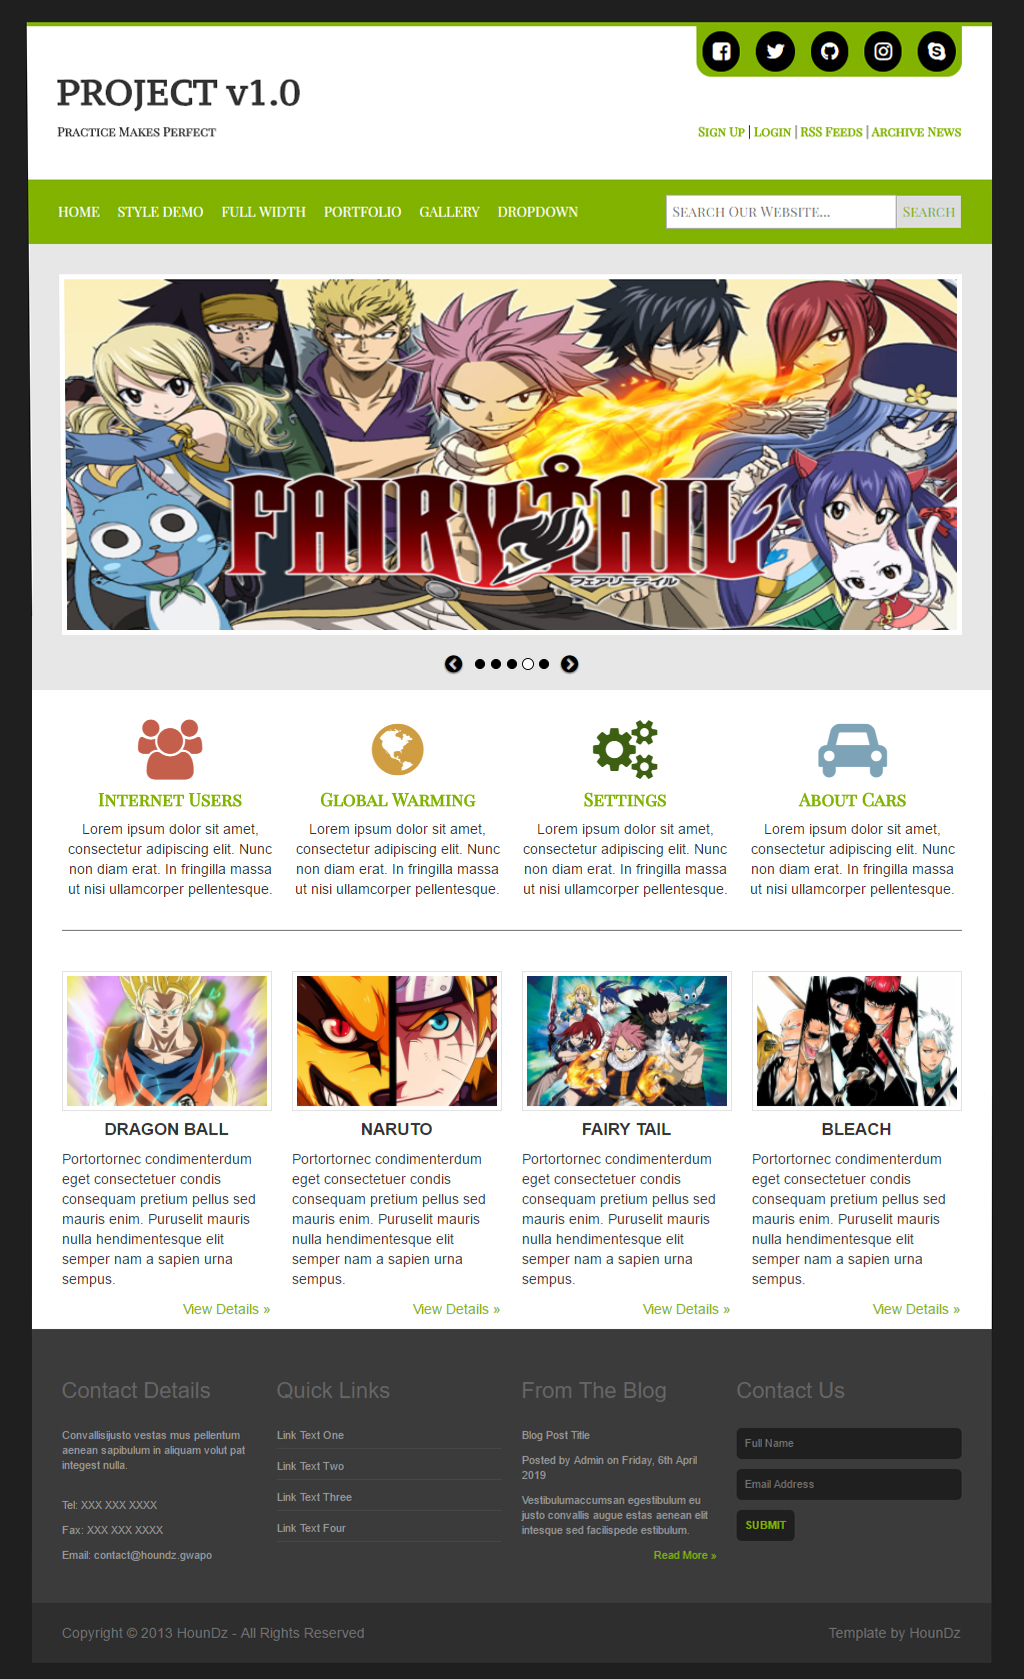 PROJECT v1.0
Practice Makes Perfect
Sign Up | Login | RSS Feeds | Archive News
HOME STYLE DEMO FULL WIDTH PORTFOLIO GALLERY DROPDOWN
Search Our Website... Search
FAIRY TAIL
フェアリーテイル
Internet Users
Lorem ipsum dolor sit amet,
consectetur adipiscing elit. Nunc
non diam erat. In fringilla massa
ut nisi ullamcorper pellentesque.
Global Warming
Lorem ipsum dolor sit amet,
consectetur adipiscing elit. Nunc
non diam erat. In fringilla massa
ut nisi ullamcorper pellentesque.
Settings
Lorem ipsum dolor sit amet,
consectetur adipiscing elit. Nunc
non diam erat. In fringilla massa
ut nisi ullamcorper pellentesque.
About Cars
Lorem ipsum dolor sit amet,
consectetur adipiscing elit. Nunc
non diam erat. In fringilla massa
ut nisi ullamcorper pellentesque.
DRAGON BALL
Portortornec condimenterdum
eget consectetuer condis
consequam pretium pellus sed
mauris enim. Puruselit mauris
nulla hendimentesque elit
semper nam a sapien urna
sempus.
View Details »
NARUTO
Portortornec condimenterdum
eget consectetuer condis
consequam pretium pellus sed
mauris enim. Puruselit mauris
nulla hendimentesque elit
semper nam a sapien urna
sempus.
View Details »
FAIRY TAIL
Portortornec condimenterdum
eget consectetuer condis
consequam pretium pellus sed
mauris enim. Puruselit mauris
nulla hendimentesque elit
semper nam a sapien urna
sempus.
View Details »
BLEACH
Portortornec condimenterdum
eget consectetuer condis
consequam pretium pellus sed
mauris enim. Puruselit mauris
nulla hendimentesque elit
semper nam a sapien urna
sempus.
View Details »
Contact Details
Convallisijusto vestas mus pellentum
aenean sapibulum in aliquam volut pat
integest nulla.
Tel: XXX XXX XXXX
Fax: XXX XXX XXXX
Email: contact@houndz.gwapo
Quick Links
Link Text One
Link Text Two
Link Text Three
Link Text Four
From The Blog
Blog Post Title
Posted by Admin on Friday, 6th April
2019
Vestibulumaccumsan egestibulum eu
justo convallis augue estas aenean elit
intesque sed facilispede estibulum.
Read More »
Contact Us
Full Name
Email Address
SUBMIT
Copyright © 2013 HounDz - All Rights Reserved
Template by HounDz